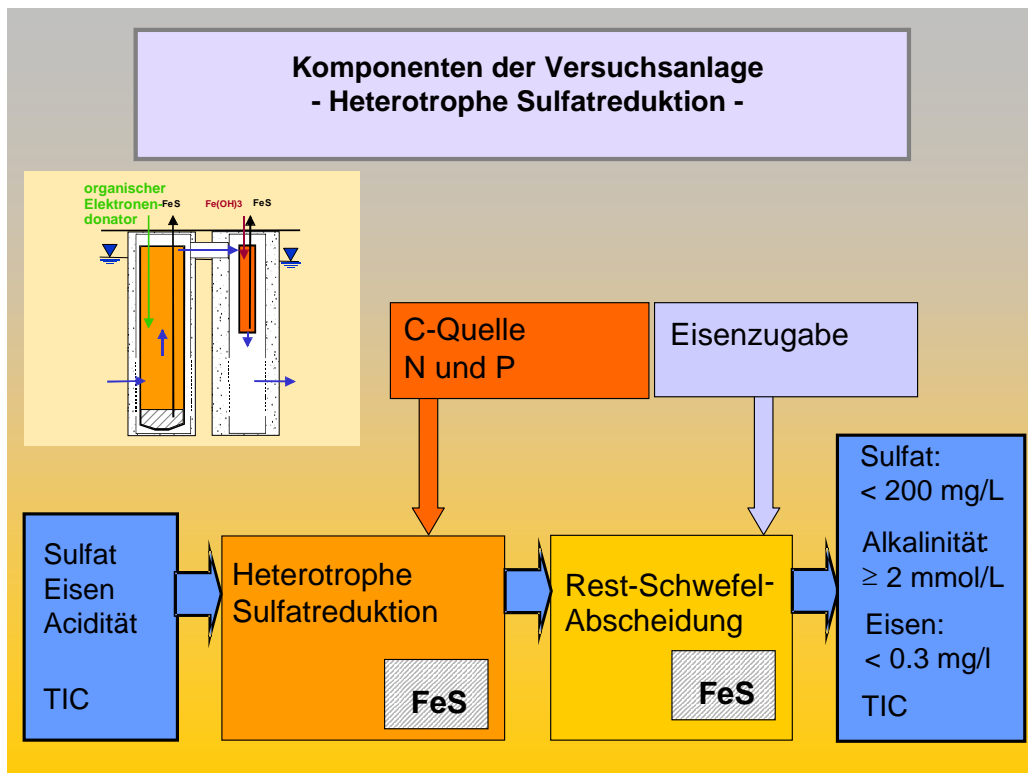 Komponenten der Versuchsanlage
- Heterotrophe Sulfatreduktion -
organischer
Elektronen-
donator
FeS
Fe(OH)3
FeS
C-Quelle
N und P
Eisenzugabe
Sulfat
Eisen
Acidität
TIC
Heterotrophe
Sulfatreduktion
FeS
Rest-Schwefel-
Abscheidung
FeS
Sulfat:
< 200 mg/L
Alkalinität:
≥ 2 mmol/L
Eisen:
< 0.3 mg/l
TIC